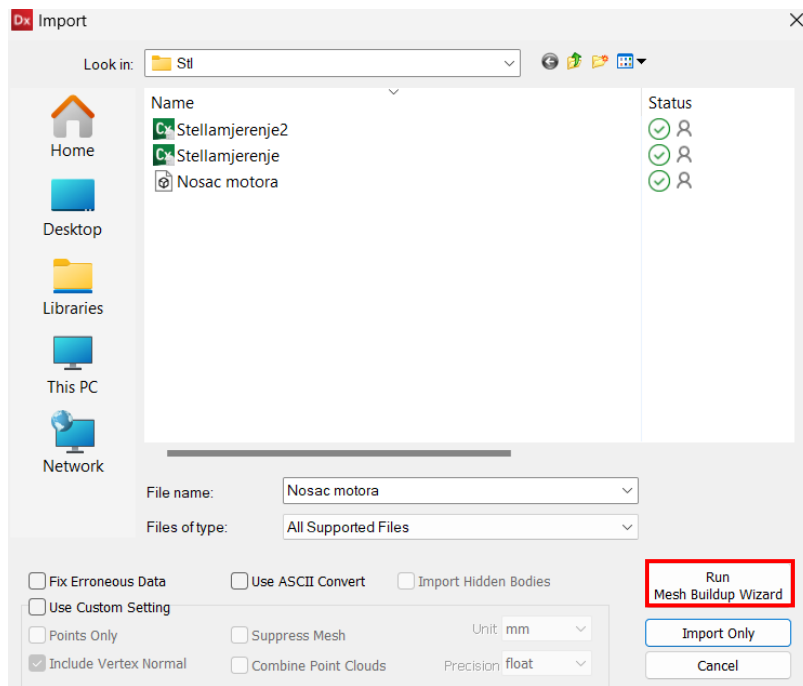 Dx Import
Look in: Stl
Name Status
Cx Stellamjerenje2
Cx Stellamjerenje
Nosac motora
Home
Desktop
Libraries
This PC
Network
File name: Nosac motora
Files of type: All Supported Files
Fix Erroneous Data Use ASCII Convert Import Hidden Bodies
Run
Mesh Buildup Wizard
Use Custom Setting
Points Only Suppress Mesh Unit mm
Import Only
Include Vertex Normal Combine Point Clouds Precision float
Cancel